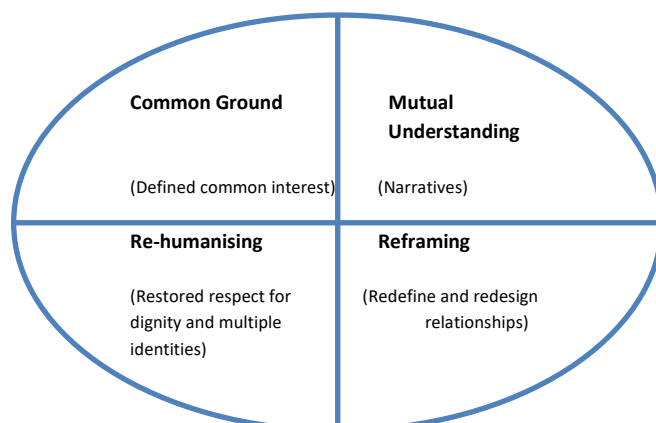 Common Ground
(Defined common interest)
Mutual
Understanding
(Narratives)
Re-humanising
(Restored respect for
dignity and multiple
identities)
Reframing
(Redefine and redesign
relationships)